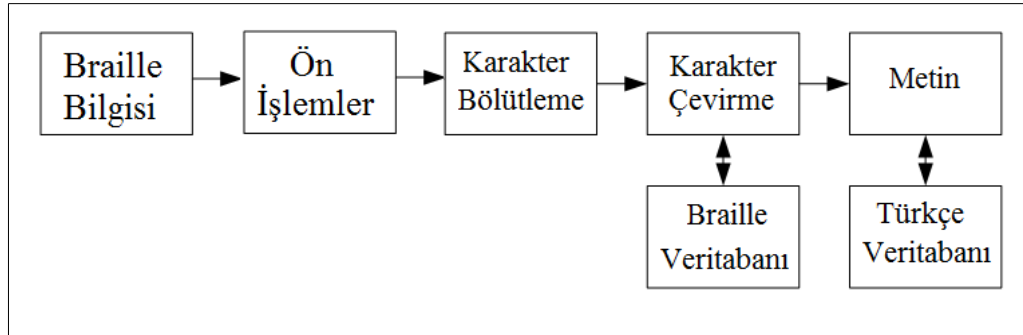 Braille
Bilgisi
Ön
İşlemler
Karakter
Bölütleme
Karakter
Çevirme
Metin
Braille
Veritabanı
Türkçe
Veritabanı